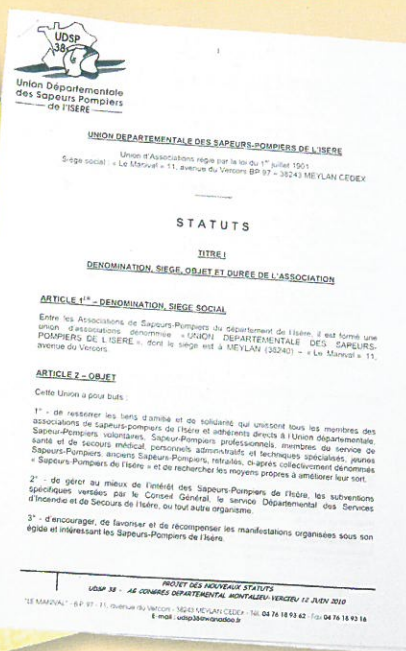 UDSP
38
Union Départementale
des Sapeurs Pompiers
de l'ISERE
1
UNION DEPARTEMENTALE DES SAPEURS-POMPIERS DE L'ISERE
Union d'Associations régie par la loi du 1er juillet 1901
Siège social : « Le Manival » 11, avenue du Vercors BP 97 – 38243 MEYLAN CEDEX
STATUTS
TITRE I
DENOMINATION, SIEGE, OBJET ET DUREE DE L'ASSOCIATION
ARTICLE 1ER – DENOMINATION, SIEGE SOCIAL
Entre les Associations de Sapeurs-Pompiers du département de l'Isère, il est formé une
union d'associations dénommée « UNION DEPARTEMENTALE DES SAPEURS-
POMPIERS DE L'ISERE », dont le siège est à MEYLAN (38240) – « Le Manival » 11,
avenue du Vercors.
ARTICLE 2 – OBJET
Cette Union a pour buts :
1° - de resserrer les liens d'amitié et de solidarité qui unissent tous les membres des
associations de sapeurs-pompiers de l'Isère et adhérents directs à l'Union départementale,
Sapeur-Pompiers volontaires, Sapeur-Pompiers professionnels, membres du service de
santé et de secours médical, personnels administratifs et techniques spécialisés, jeunes
Sapeurs-Pompiers, anciens Sapeurs-Pompiers, retraités, ci-après collectivement dénommés
« Sapeurs-Pompiers de l'Isère » et de rechercher les moyens propres à améliorer leur sort.
2° - de gérer au mieux de l'intérêt des Sapeurs-Pompiers de l'Isère, les subventions
spécifiques versées par le Conseil Général, le service Départemental des Services
d'Incendie et de Secours de l'Isère, ou tout autre organisme.
3° - d'encourager, de favoriser et de récompenser les manifestations organisées sous son
égide et intéressant les Sapeurs-Pompiers de l'Isère.
PROJET DES NOUVEAUX STATUTS
UDSP 38 - AG CONGRES DEPARTEMENTAL MONTALIEU-VERCIEU 12 JUIN 2010
"LE MANIVAL" - B.P. 97 - 11, avenue du Vercors - 38243 MEYLAN CEDEX - Tél. 04 76 18 93 62 - Fax 04 76 18 93 16
E-mail : udsp38@wanadoo.fr